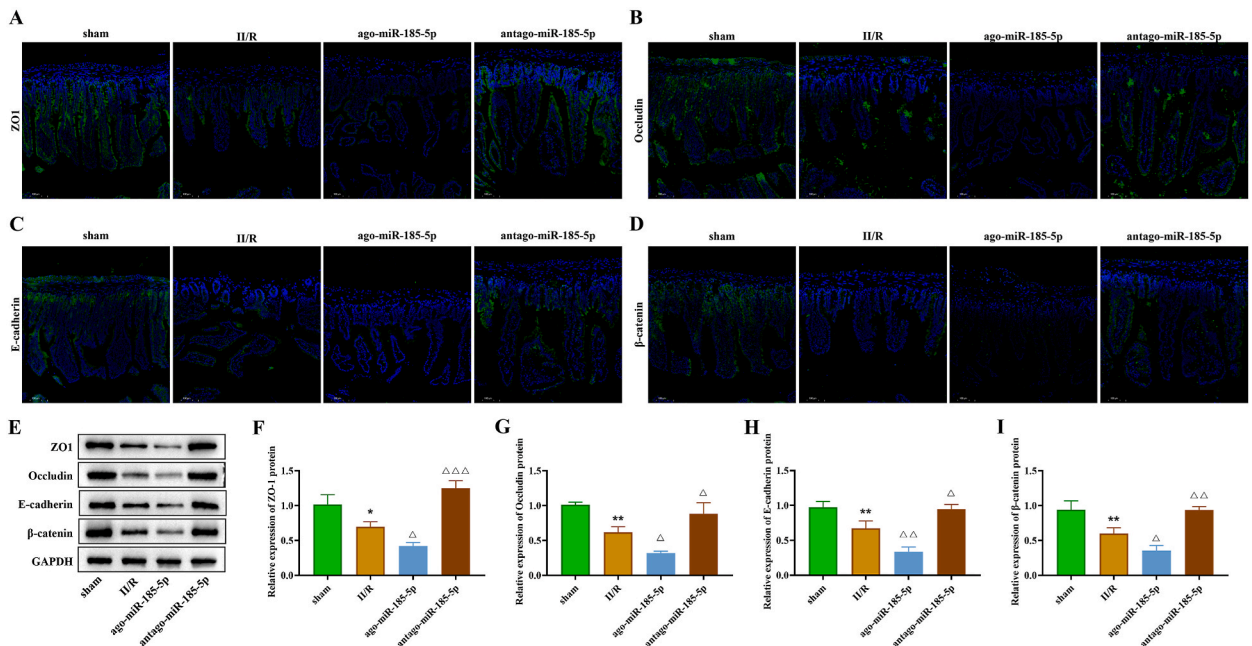 A
sham
II/R
ago-miR-185-5p
antago-miR-185-5p
ZO1
B
sham
II/R
ago-miR-185-5p
antago-miR-185-5p
Occludin
C
sham
II/R
ago-miR-185-5p
antago-miR-185-5p
E-cadherin
D
sham
II/R
ago-miR-185-5p
antago-miR-185-5p
β-catenin
E
ZO1
Occludin
E-cadherin
β-catenin
GAPDH
sham
II/R
ago-miR-185-5p
antago-miR-185-5p
F
Relative expression of ZO-1 protein
1.5
1.0
0.5
0.0
*
△
△△△
sham
II/R
ago-miR-185-5p
antago-miR-185-5p
G
Relative expression of Occludin protein
1.5
1.0
0.5
0.0
**
△
△
sham
II/R
ago-miR-185-5p
antago-miR-185-5p
H
Relative expression of E-cadherin protein
1.5
1.0
0.5
0.0
**
△△
△
sham
II/R
ago-miR-185-5p
antago-miR-185-5p
I
Relative expression of β-catenin protein
1.5
1.0
0.5
0.0
**
△
△△
sham
II/R
ago-miR-185-5p
antago-miR-185-5p